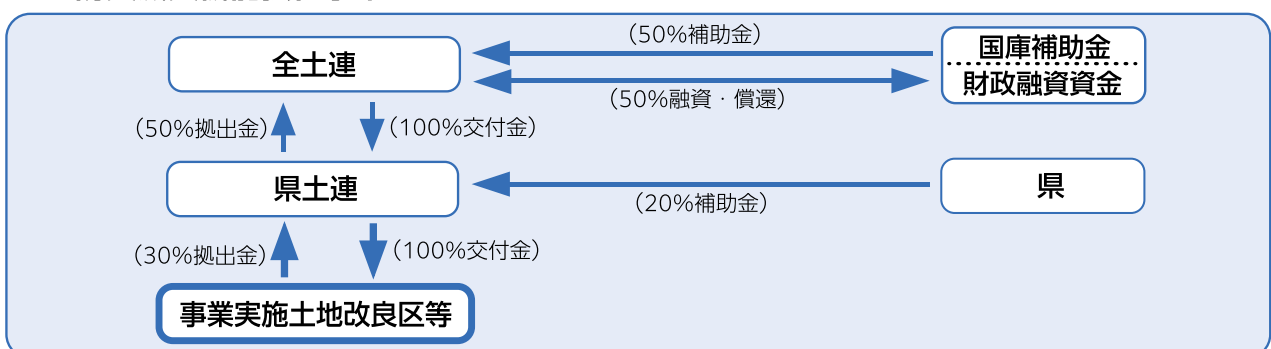 (50%補助金)
全土連
国庫補助金
財政融資資金
(50%融資・償還)
(50%拠出金)
(100%交付金)
県土連
県
(20%補助金)
(30%拠出金)
(100%交付金)
事業実施土地改良区等